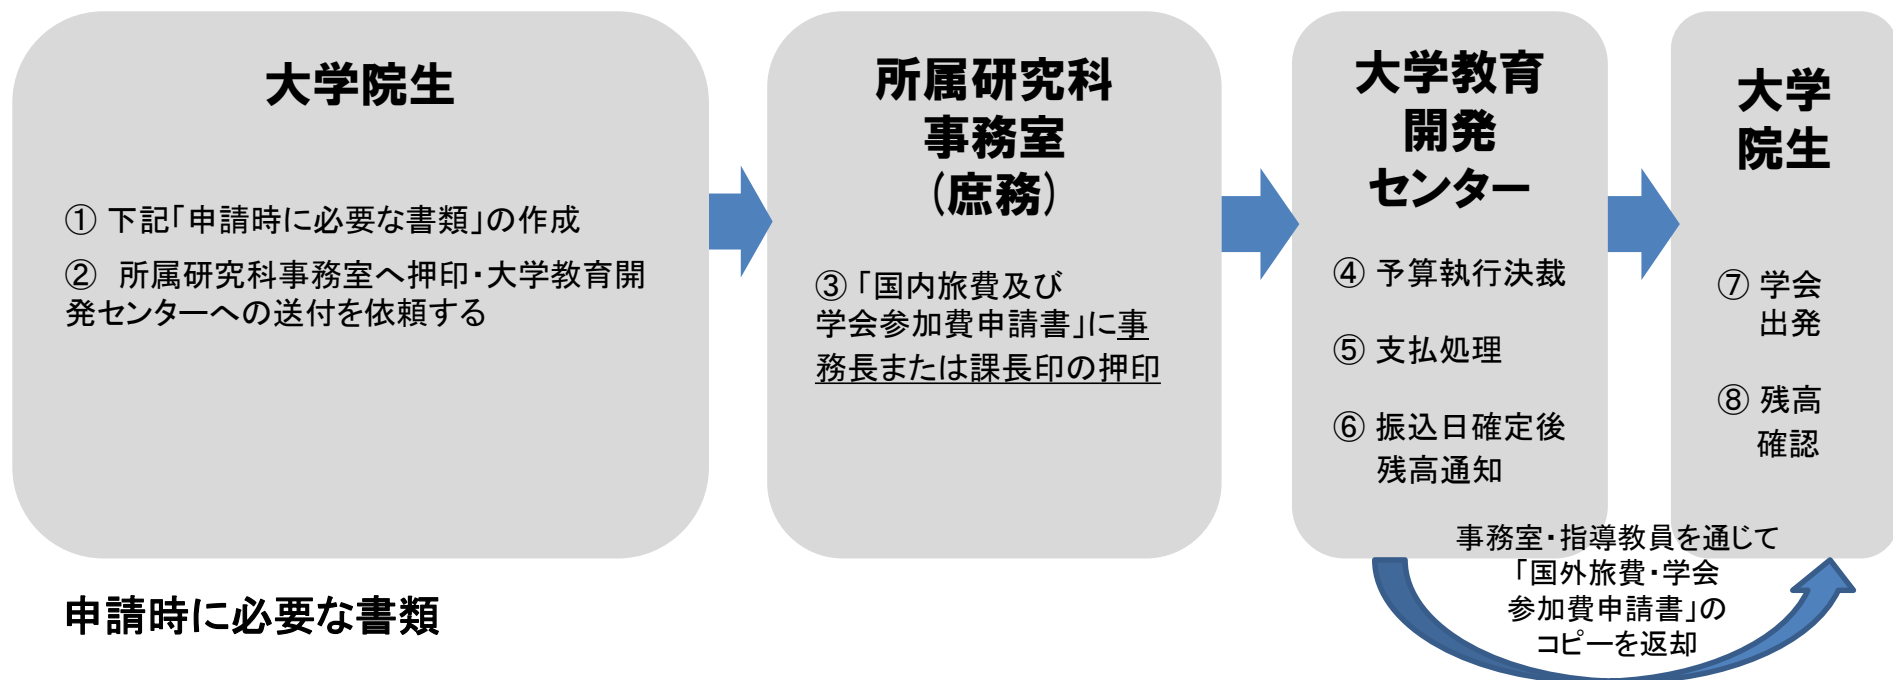 大学院生
① 下記「申請時に必要な書類」の作成
② 所属研究科事務室へ押印・大学教育開
発センターへの送付を依頼する
所属研究科
事務室
(庶務)
③「国内旅費及び
学会参加費申請書」に事
務長または課長印の押印
大学教育
開発
センター
④ 予算執行決裁
⑤ 支払処理
⑥ 振込日確定後
残高通知
大学
院生
⑦ 学会
出発
⑧ 残高
確認
事務室・指導教員を通じて
「国外旅費・学会
参加費申請書」の
コピーを返却
申請時に必要な書類